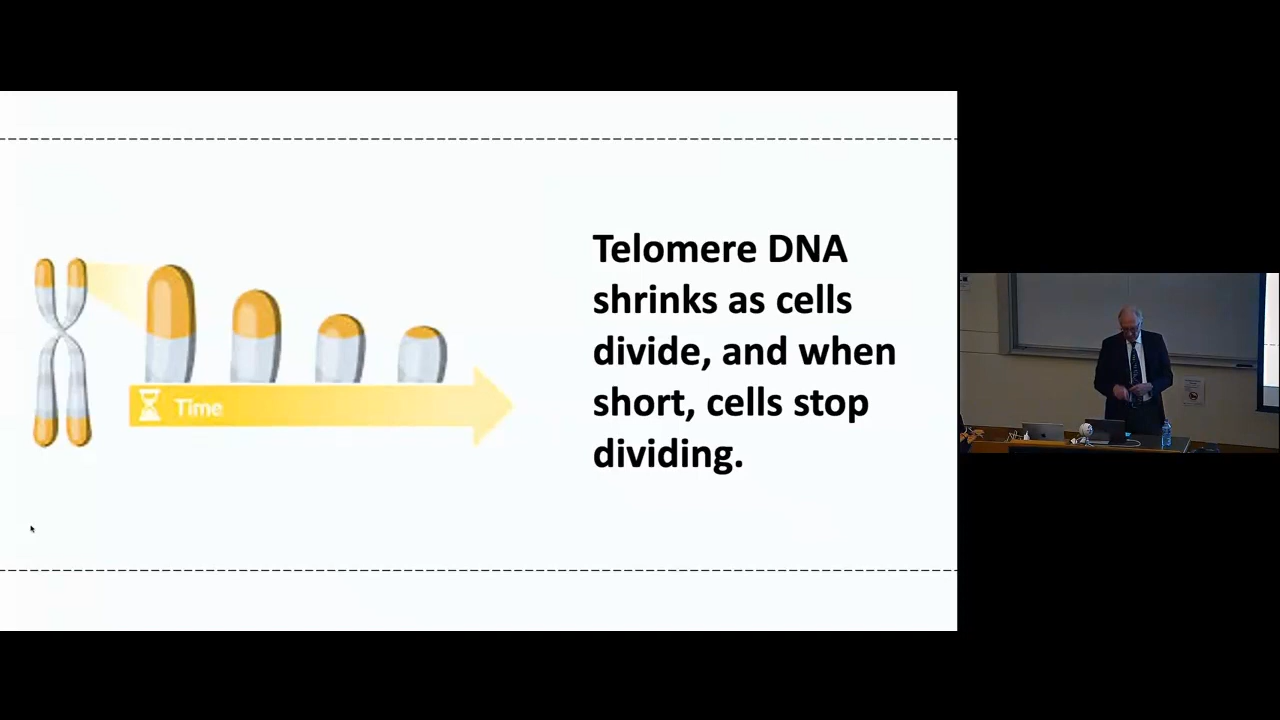 Telomere DNA
shrinks as cells
divide, and when
short, cells stop
dividing.
Time